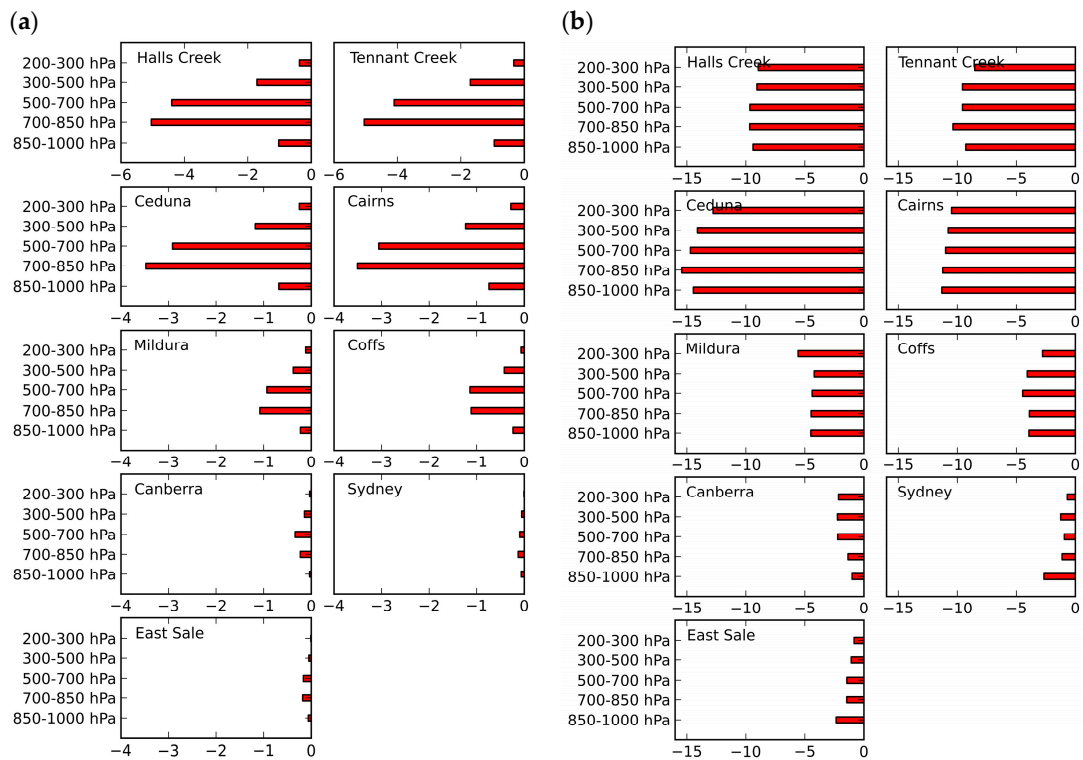 (a) (b)
Halls Creek Tennant Creek Halls Creek Tennant Creek
200-300 hPa 200-300 hPa
300-500 hPa 300-500 hPa
500-700 hPa 500-700 hPa
700-850 hPa 700-850 hPa
850-1000 hPa 850-1000 hPa
−6 −4 −2 0 −6 −4 −2 0 −15 −10 −5 0 −15 −10 −5 0
Ceduna Cairns Ceduna Cairns
200-300 hPa 200-300 hPa
300-500 hPa 300-500 hPa
500-700 hPa 500-700 hPa
700-850 hPa 700-850 hPa
850-1000 hPa 850-1000 hPa
−4 −3 −2 −1 0 −4 −3 −2 −1 0 −15 −10 −5 0 −15 −10 −5 0
Mildura Coffs Mildura Coffs
200-300 hPa 200-300 hPa
300-500 hPa 300-500 hPa
500-700 hPa 500-700 hPa
700-850 hPa 700-850 hPa
850-1000 hPa 850-1000 hPa
−4 −3 −2 −1 0 −4 −3 −2 −1 0 −15 −10 −5 0 −15 −10 −5 0
Canberra Sydney Canberra Sydney
200-300 hPa 200-300 hPa
300-500 hPa 300-500 hPa
500-700 hPa 500-700 hPa
700-850 hPa 700-850 hPa
850-1000 hPa 850-1000 hPa
−4 −3 −2 −1 0 −4 −3 −2 −1 0 −15 −10 −5 0 −15 −10 −5 0
East Sale East Sale
200-300 hPa 200-300 hPa
300-500 hPa 300-500 hPa
500-700 hPa 500-700 hPa
700-850 hPa 700-850 hPa
850-1000 hPa 850-1000 hPa
−4 −3 −2 −1 0 −15 −10 −5 0